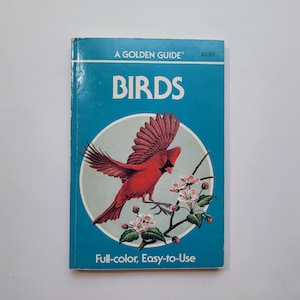 A GOLDEN GUIDE®
BIRDS
Full-color, Easy-to-Use